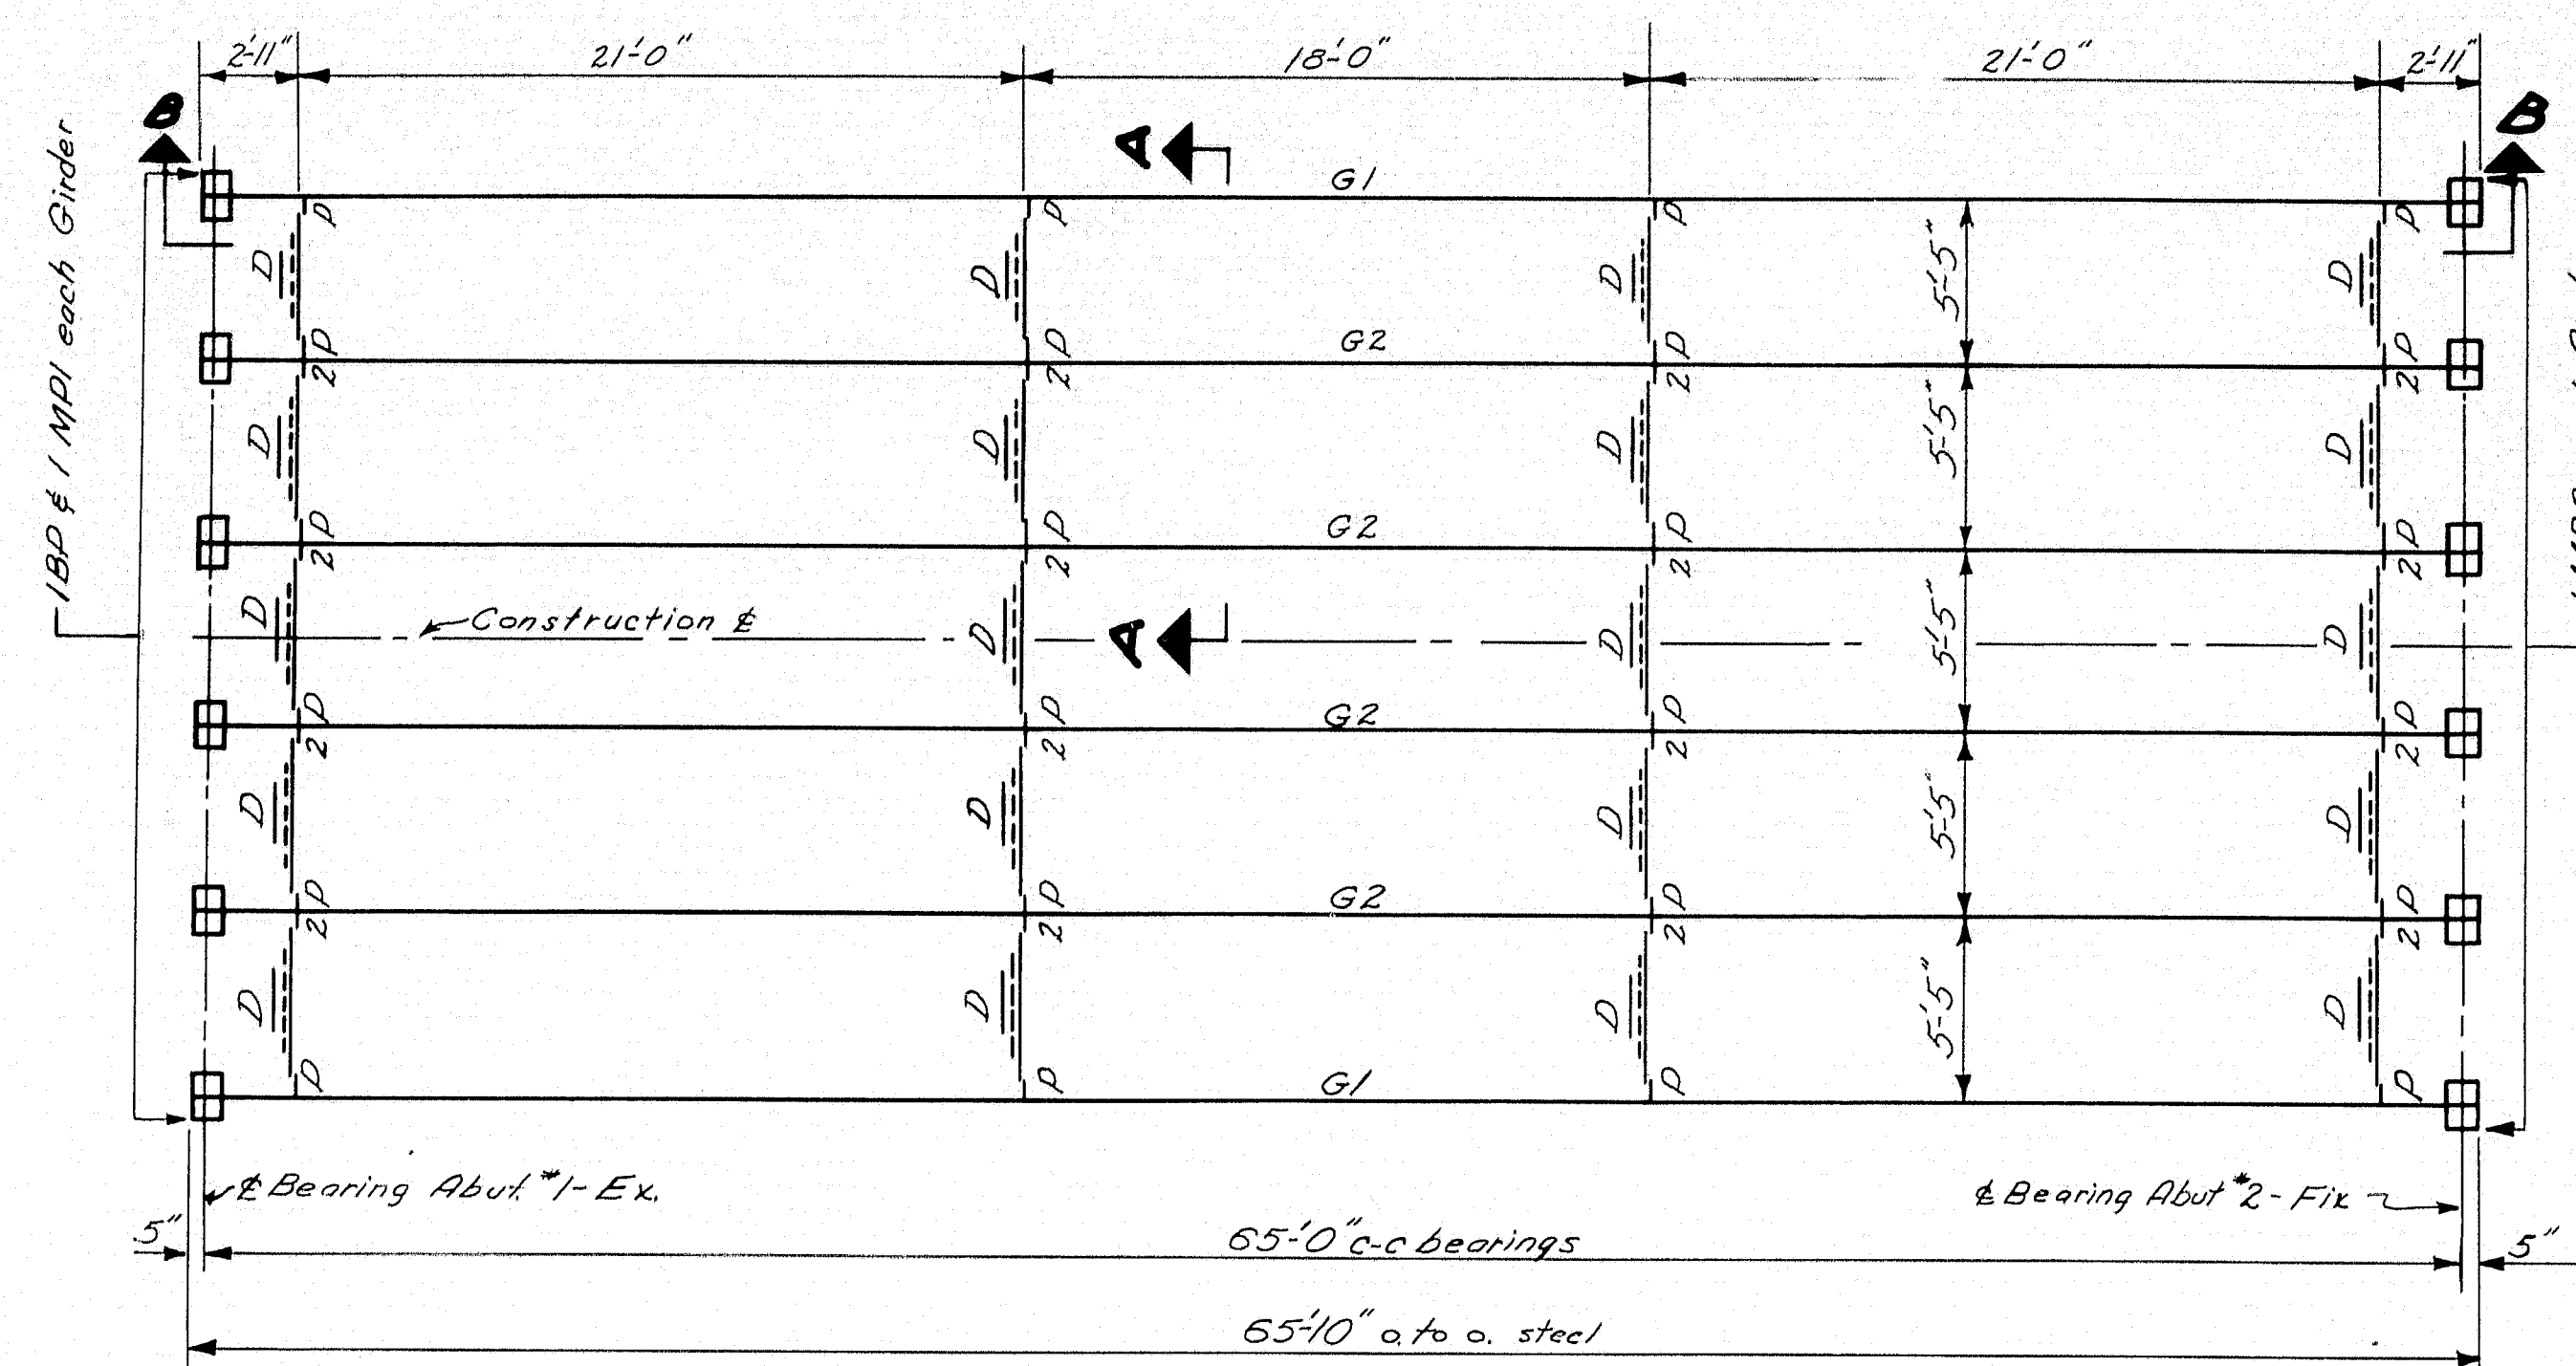 2'-11" 21'-0" 18'-0" 21'-0" 2'-11"
B A B
1BP ₵ 1 MP1 each Girder
G1
P P P P
D D D D 5'-5"
G2
2P 2P 2P 2P
D D D D 5'-5"
G2
2P 2P 2P 2P
Construction ₵
D D A D D 5'-5"
G2
2P 2P 2P 2P
D D D D 5'-5"
G2
2P 2P 2P 2P
D D D D 5'-5"
G1
P P P P
₵ Bearing Abut. #1-Ex.
₵ Bearing Abut #2-Fix
5" 65'-0" c-c bearings 5"
65'-10" o. to o. steel